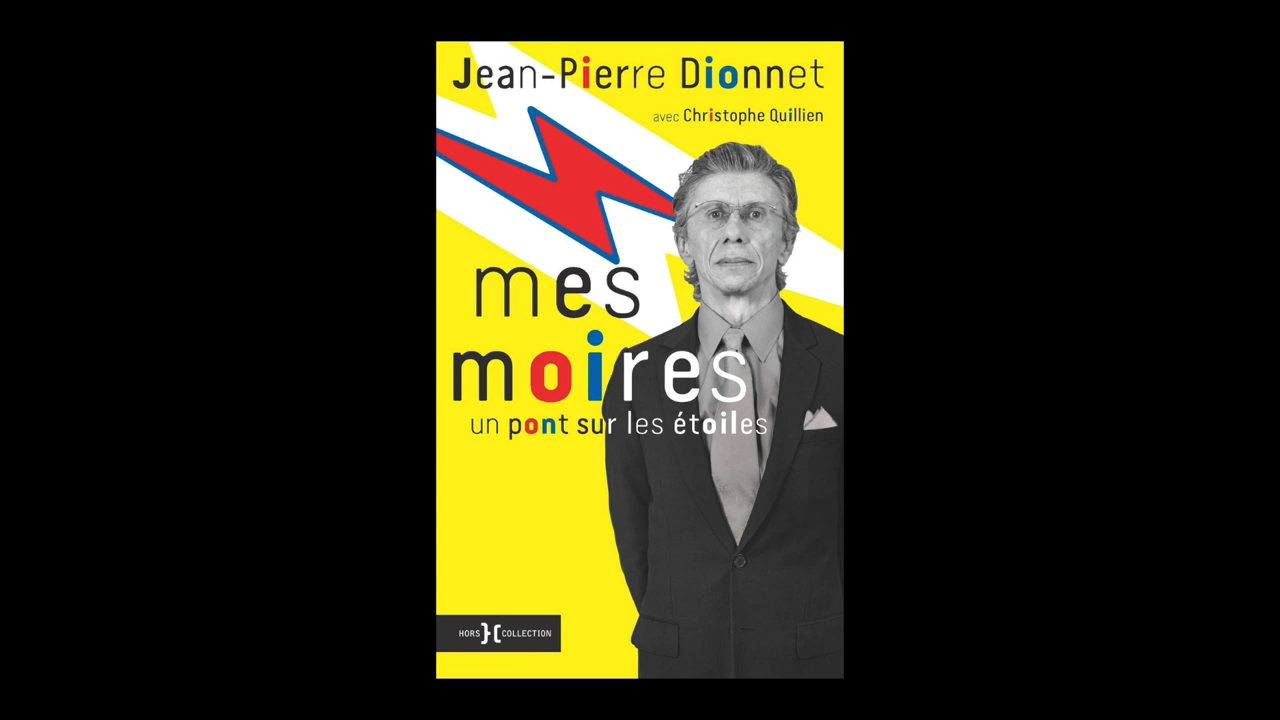 Jean-Pierre Dionnet
avec Christophe Quillien
mes
moires
un pont sur les étoiles
HORS COLLECTION